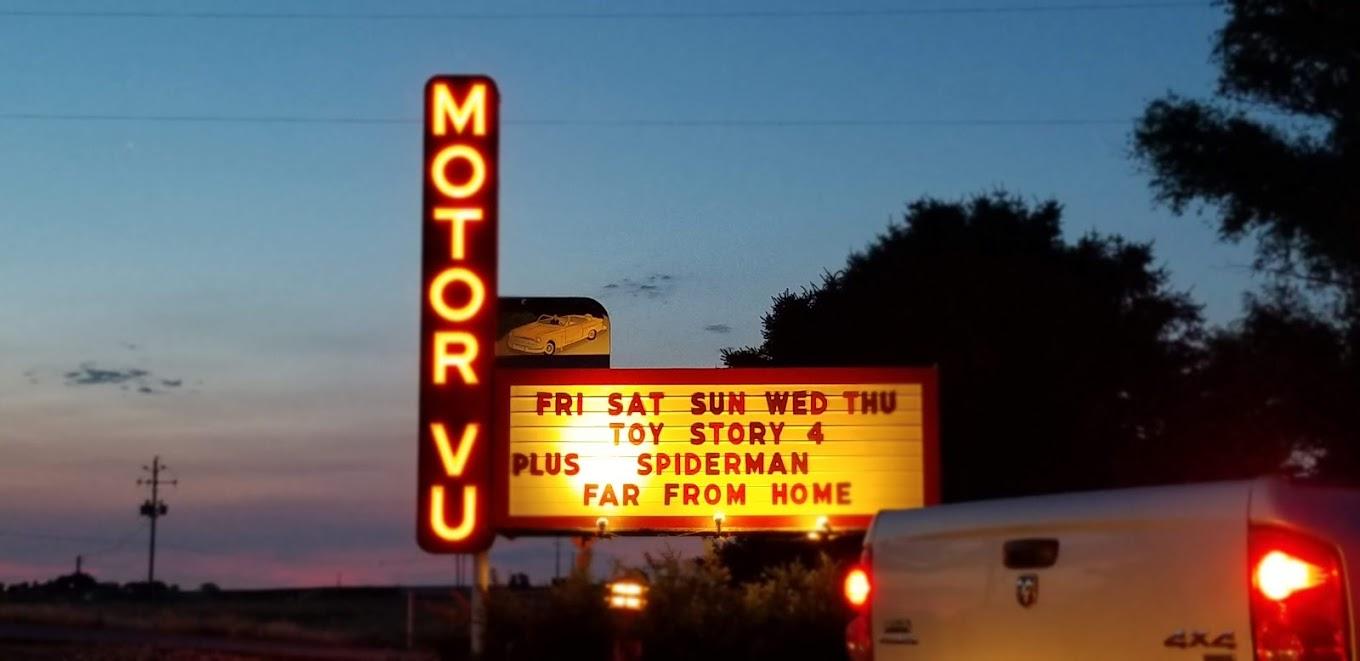 MOTOR VU
FRI SAT SUN WED THU
TOY STORY 4
PLUS SPIDERMAN
FAR FROM HOME
4X4